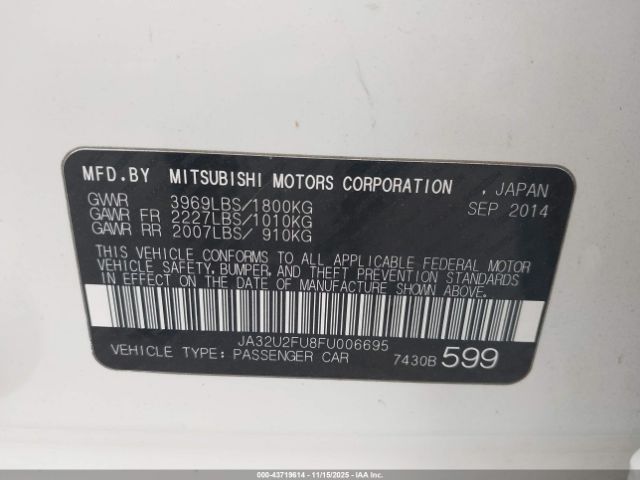 MFD.BY MITSUBISHI MOTORS CORPORATION , JAPAN
SEP 2014
GVWR 3969LBS/1800KG
GAWR FR 2227LBS/1010KG
GAWR RR 2007LBS/ 910KG
THIS VEHICLE CONFORMS TO ALL APPLICABLE FEDERAL MOTOR
VEHICLE SAFETY, BUMPER, AND THEFT PREVENTION STANDARDS
IN EFFECT ON THE DATE OF MANUFACTURE SHOWN ABOVE.
JA32U2FU8FU006695
VEHICLE TYPE: PASSENGER CAR 7430B 599
000-43719614 - 11/15/2025 - © IAA, Inc.